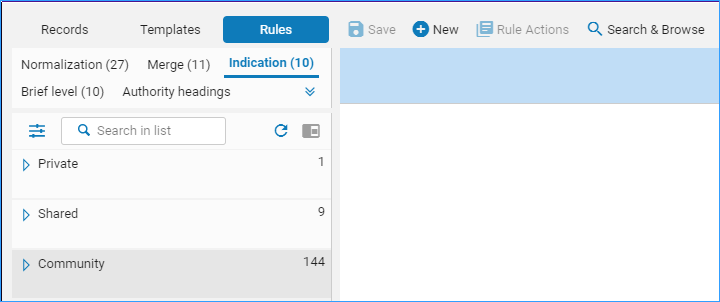 Records Templates Rules Save New Rule Actions Search & Browse
Normalization (27) Merge (11) Indication (10)
Brief level (10) Authority headings
Search in list
Private 1
Shared 9
Community 144